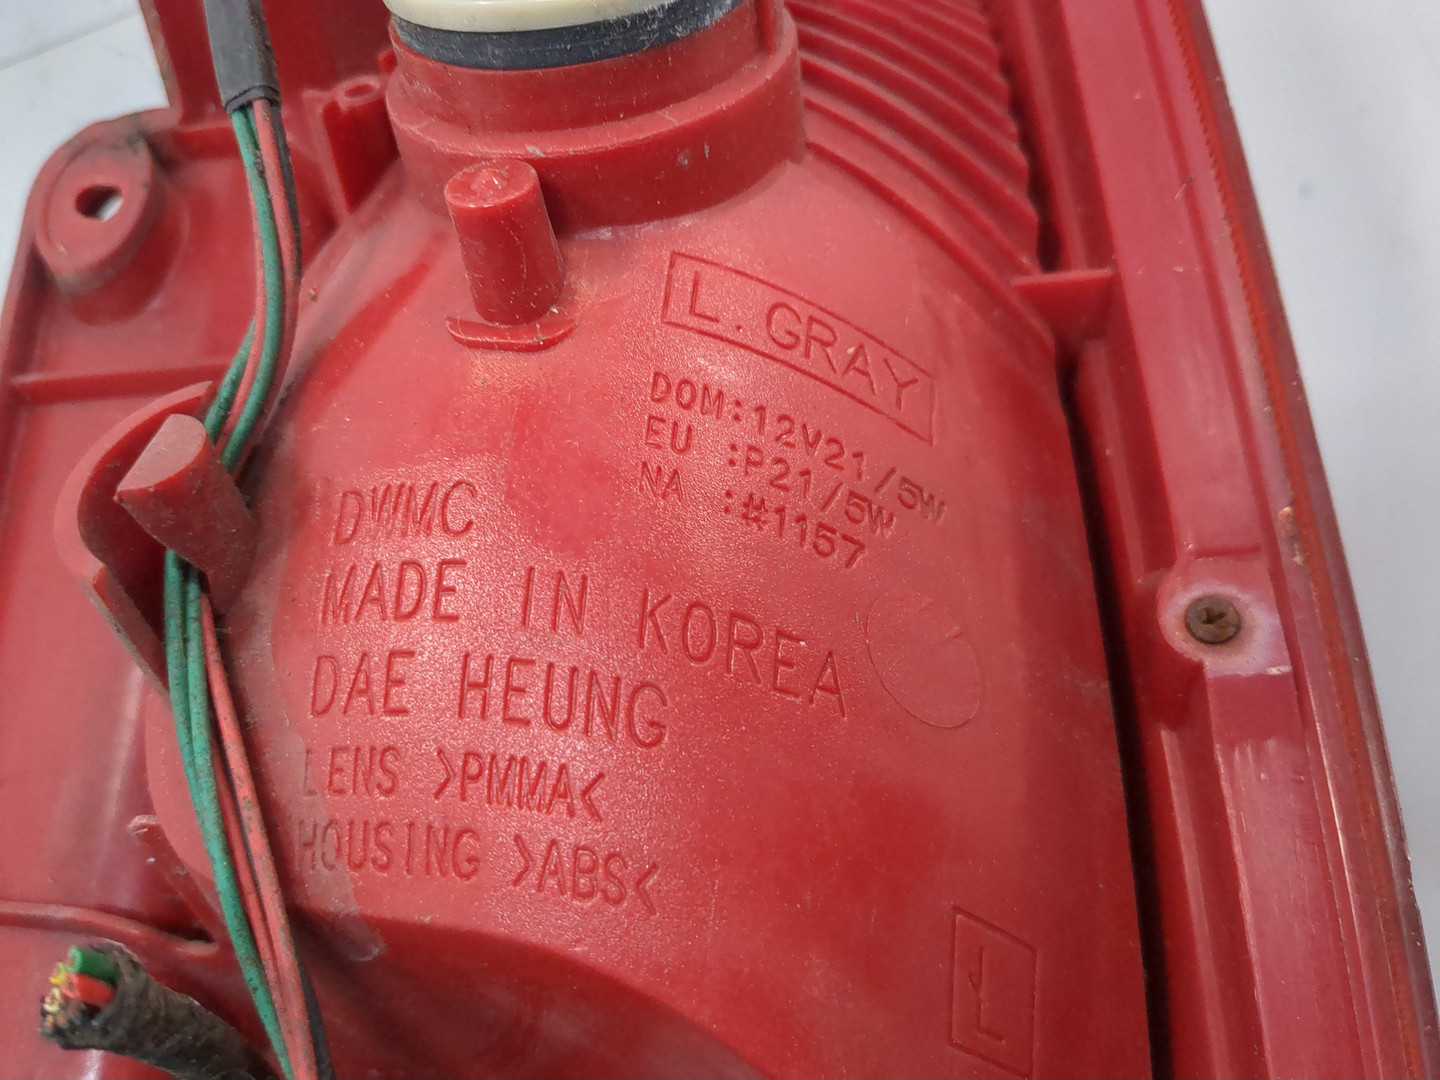 L. GRAY
DOM:12V21/5W
EU :P21/5W
NA :#1157
DWMC
MADE IN KOREA
DAE HEUNG
LENS >PMMA<
HOUSING >ABS<
L